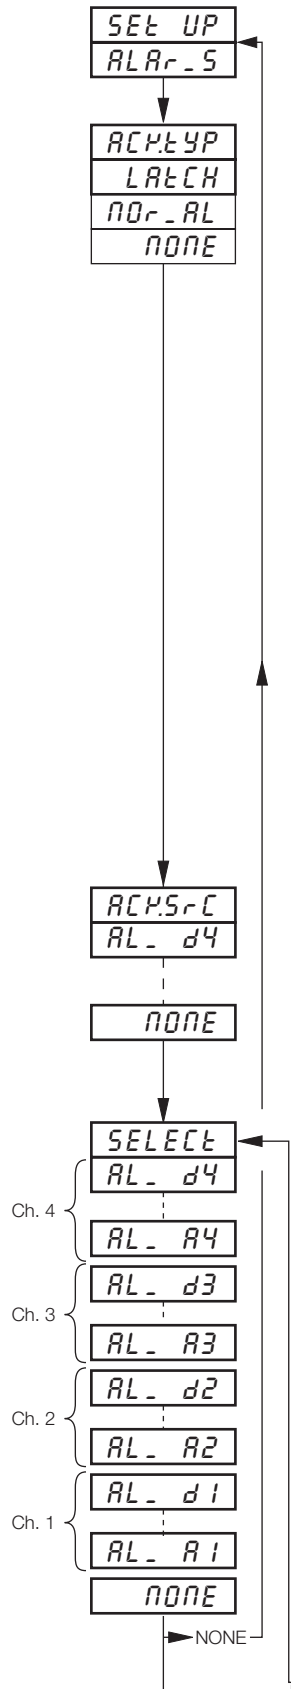 SEt UP
ALAr_S
ACK.tYP
LAtCH
NOr_AL
NONE
ACK.SrC
AL_ d4
NONE
SELECt
AL_ d4
Ch. 4
AL_ A4
AL_ d3
Ch. 3
AL_ A3
AL_ d2
Ch. 2
AL_ A2
AL_ d1
Ch. 1
AL_ A1
NONE
NONE